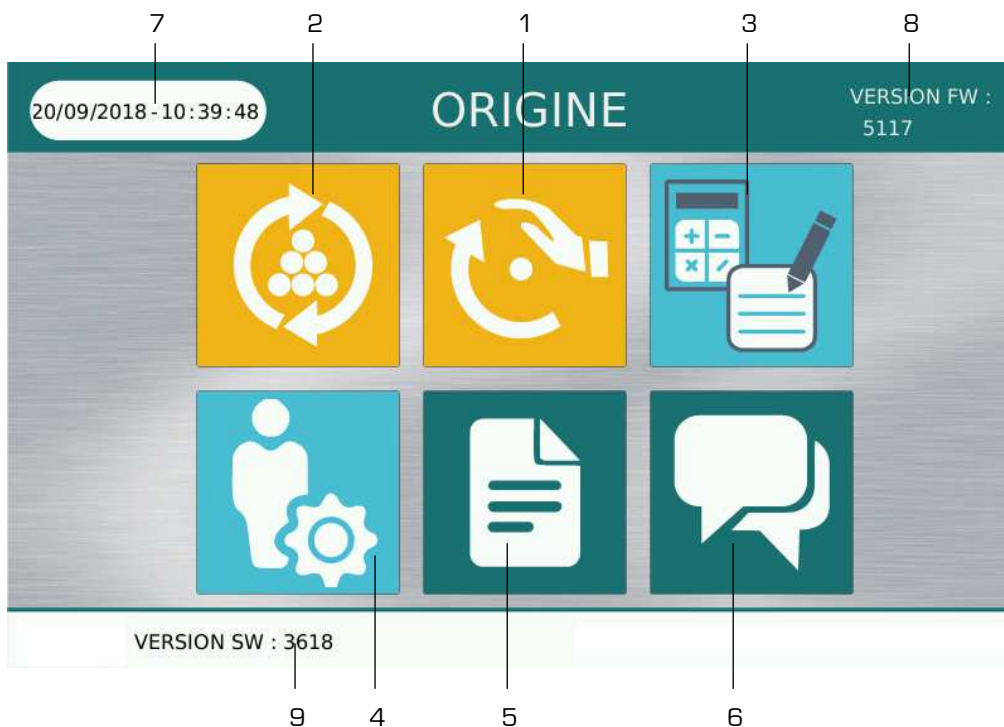 7 2 1 3 8
20/09/2018 - 10:39:48
ORIGINE
VERSION FW :
5117
VERSION SW : 3618
9 4 5 6